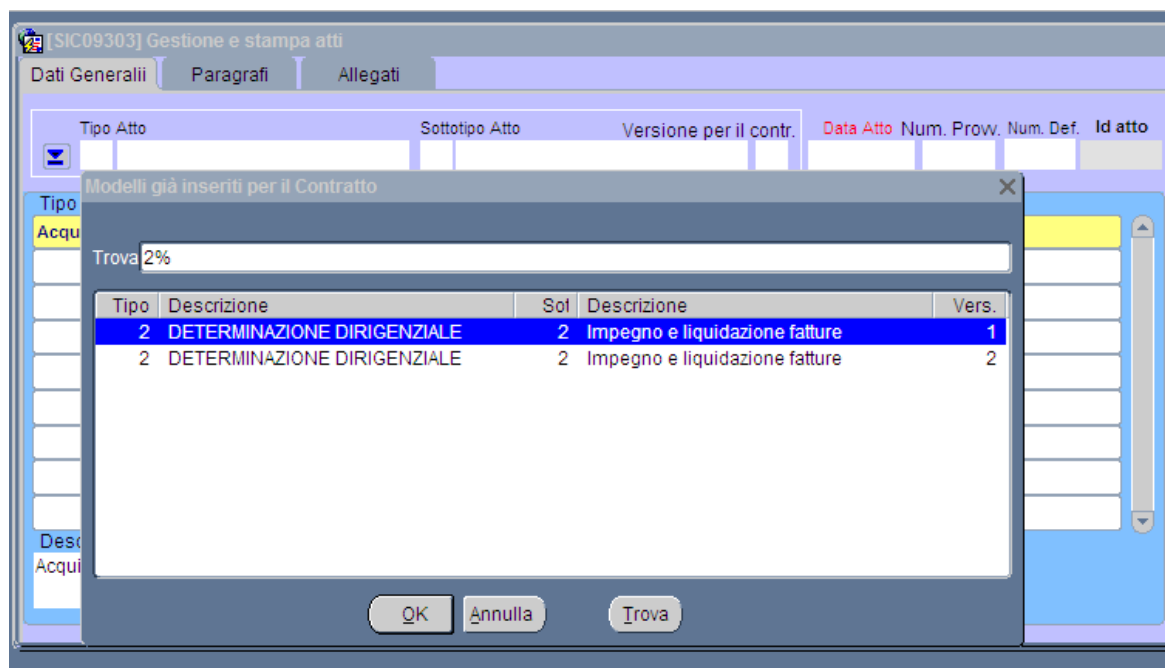 [SIC09303] Gestione e stampa atti
Dati Generalii Paragrafi Allegati
Tipo Atto Sottotipo Atto Versione per il contr. Data Atto Num. Prow. Num. Def. Id atto
Modelli già inseriti per il Contratto
Tipo
Acqu
Trova 2%
Tipo Descrizione Sot Descrizione Vers.
2 DETERMINAZIONE DIRIGENZIALE 2 Impegno e liquidazione fatture 1
2 DETERMINAZIONE DIRIGENZIALE 2 Impegno e liquidazione fatture 2
Desc
Acqui
OK Annulla Trova